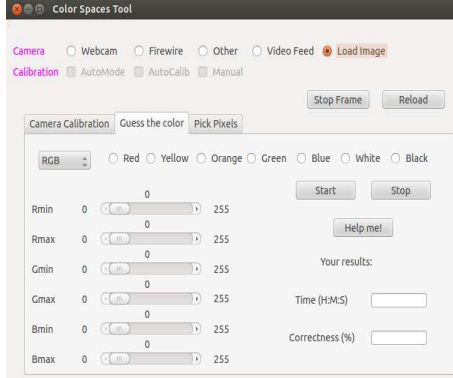 Color Spaces Tool
Camera Webcam Firewire Other Video Feed Load Image
Calibration AutoMode AutoCalib Manual
Stop Frame Reload
Camera Calibration Guess the color Pick Pixels
RGB Red Yellow Orange Green Blue White Black
Start Stop
0
Rmin 0 255
Help me!
0
Rmax 0 255
0
Gmin 0 255
Your results:
0
Gmax 0 255
Time (H:M:S)
0
Bmin 0 255
Correctness (%)
0
Bmax 0 255